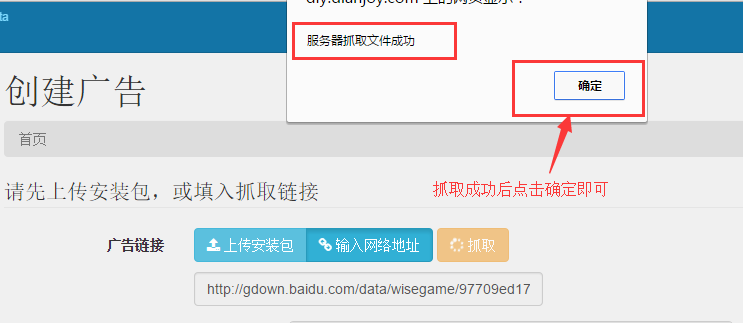 ta
服务器抓取文件成功
确定
创建广告
首页
请先上传安装包，或填入抓取链接
抓取成功后点击确定即可
广告链接
上传安装包
输入网络地址
抓取
http://gdown.baidu.com/data/wisegame/97709ed17